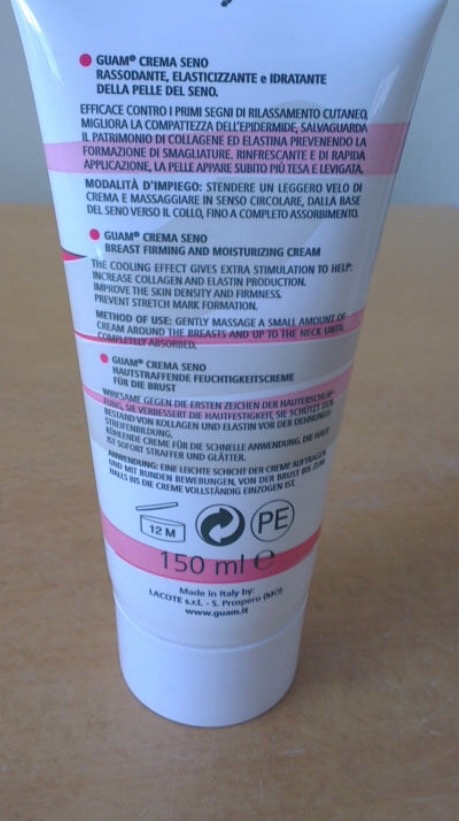 GUAM® CREMA SENO
RASSODANTE, ELASTICIZZANTE e IDRATANTE
DELLA PELLE DEL SENO.
EFFICACE CONTRO I PRIMI SEGNI DI RILASSAMENTO CUTANEO,
MIGLIORA LA COMPATTEZZA DELL'EPIDERMIDE, SALVAGUARDA
IL PATRIMONIO DI COLLAGENE ED ELASTINA PREVENENDO LA
FORMAZIONE DI SMAGLIATURE. RINFRESCANTE E DI RAPIDA
APPLICAZIONE, LA PELLE APPARE SUBITO PIÙ TESA E LEVIGATA.
MODALITÀ D'IMPIEGO: STENDERE UN LEGGERO VELO DI
CREMA E MASSAGGIARE IN SENSO CIRCOLARE, DALLA BASE
DEL SENO VERSO IL COLLO, FINO A COMPLETO ASSORBIMENTO.
GUAM® CREMA SENO
BREAST FIRMING AND MOISTURIZING CREAM
THE COOLING EFFECT GIVES EXTRA STIMULATION TO HELP:
INCREASE COLLAGEN AND ELASTIN PRODUCTION.
IMPROVE THE SKIN DENSITY AND FIRMNESS.
PREVENT STRETCH MARK FORMATION.
METHOD OF USE: GENTLY MASSAGE A SMALL AMOUNT OF
CREAM AROUND THE BREASTS AND UP TO THE NECK UNTIL
COMPLETELY ABSORBED.
GUAM® CREMA SENO
HAUTSTRAFFENDE FEUCHTIGKEITSCREME
FÜR DIE BRUST
WIRKSAME GEGEN DIE ERSTEN ZEICHEN DER HAUTERSCHLAF-
FUNG, SIE VERBESSERT DIE HAUTFESTIGKEIT, SIE SCHÜTZT DEN
BESTAND VON KOLLAGEN UND ELASTIN VOR DER DEHNUNGS-
STREIFENBILDUNG.
KÜHLENDE CREME FÜR DIE SCHNELLE ANWENDUNG, DIE HAUT
IST SOFORT STRAFFER UND GLÄTTER.
ANWENDUNG: EINE LEICHTE SCHICHT DER CREME AUFTRAGEN
UND MIT RUNDEN BEWEGUNGEN, VON DER BRUST BIS ZUM
HALS BIS DIE CREME VOLLSTÄNDIG EINZOGEN IST.
12 M
PE
150 ml e
Made in Italy by:
LACOTE s.r.l. - S. Prospero (MO)
www.guam.it